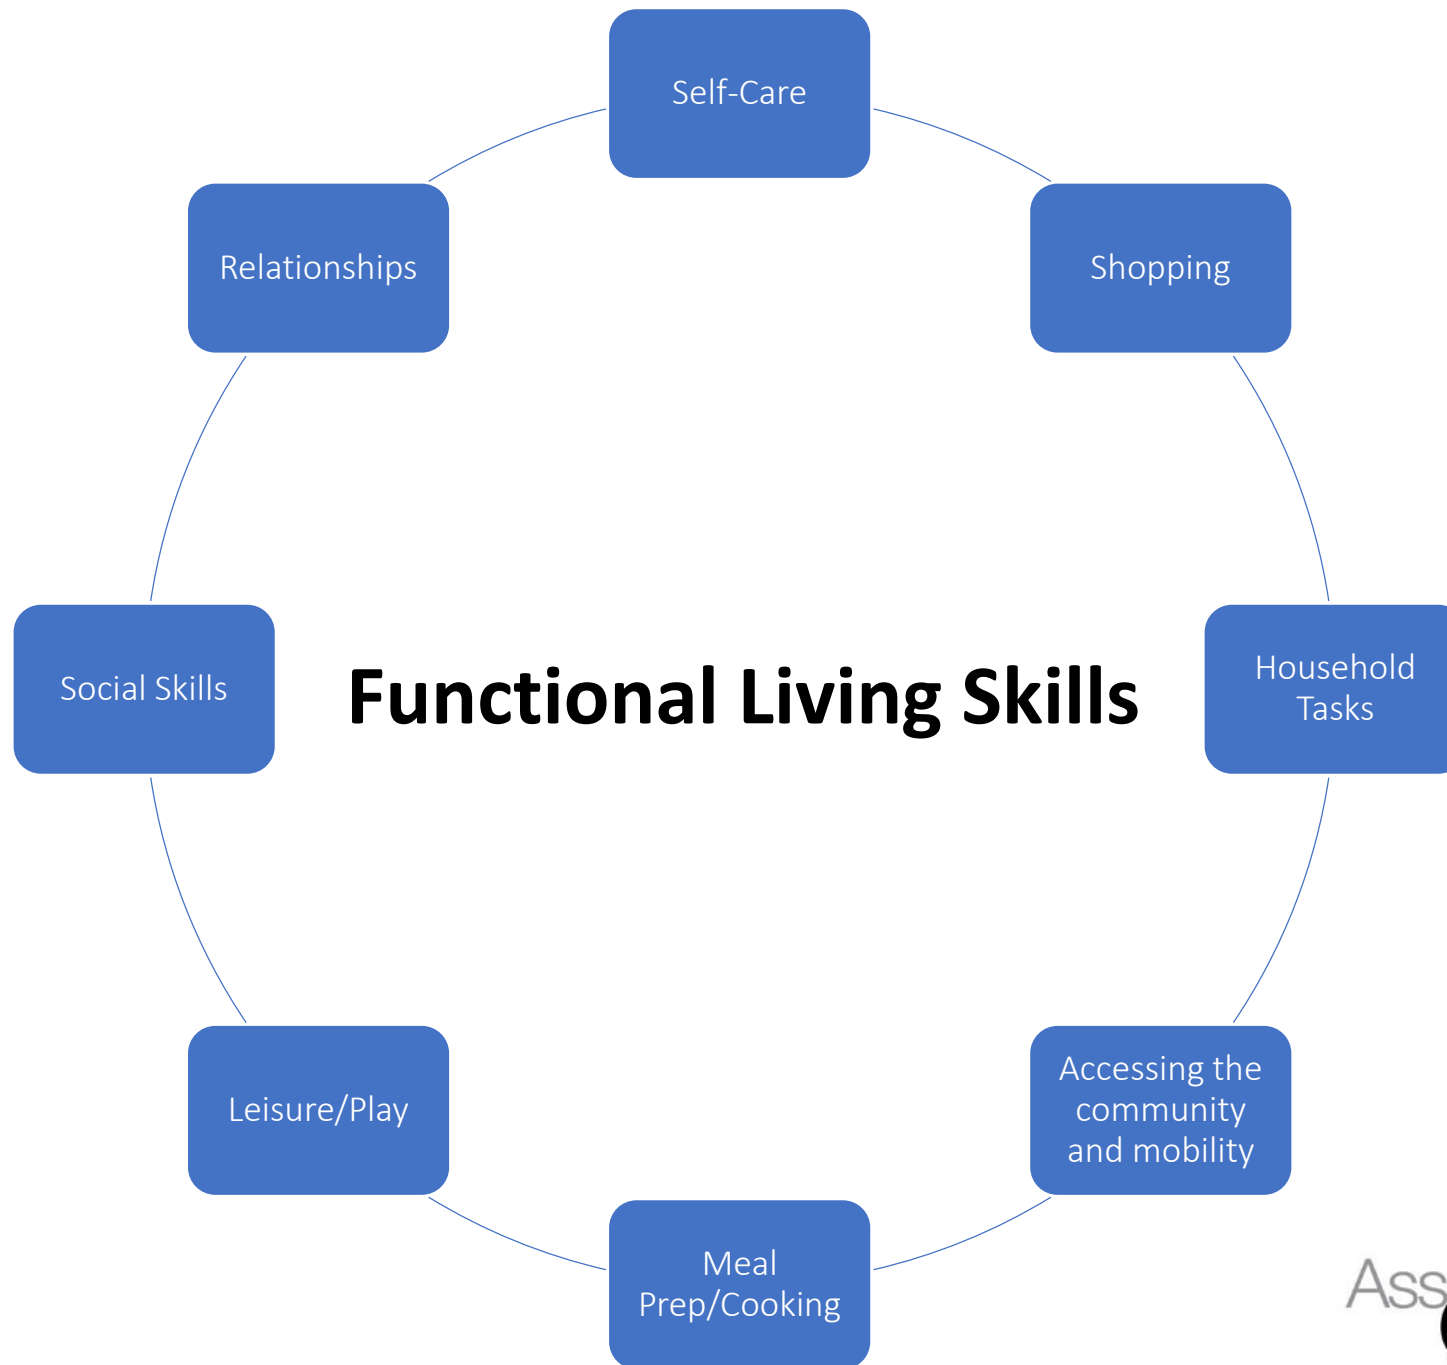 Self-Care
Relationships
Shopping
Social Skills
Functional Living Skills
Household
Tasks
Leisure/Play
Accessing the
community
and mobility
Meal
Prep/Cooking
Ass